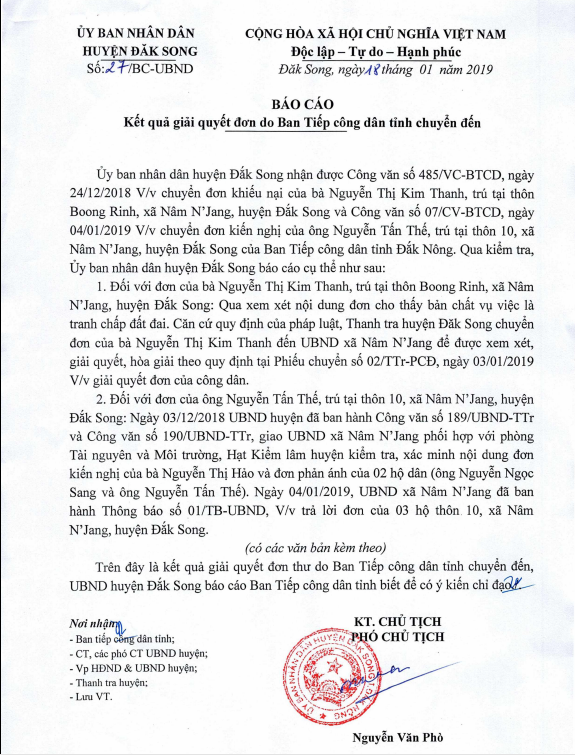 ỦY BAN NHÂN DÂN
HUYỆN ĐĂK SONG
Số:27/BC-UBND
CỘNG HÒA XÃ HỘI CHỦ NGHĨA VIỆT NAM
Độc lập – Tự do – Hạnh phúc
Đăk Song, ngày 18 tháng 01 năm 2019
BÁO CÁO
Kết quả giải quyết đơn do Ban Tiếp công dân tỉnh chuyển đến
Ủy ban nhân dân huyện Đắk Song nhận được Công văn số 485/VC-BTCD, ngày
24/12/2018 V/v chuyển đơn khiếu nại của bà Nguyễn Thị Kim Thanh, trú tại thôn
Boong Rinh, xã Nâm N'Jang, huyện Đắk Song và Công văn số 07/CV-BTCD, ngày
04/01/2019 V/v chuyển đơn kiến nghị của ông Nguyễn Tấn Thế, trú tại thôn 10, xã
Nâm N'Jang, huyện Đắk Song của Ban Tiếp công dân tỉnh Đắk Nông. Qua kiểm tra,
Ủy ban nhân dân huyện Đắk Song báo cáo cụ thể như sau:
1. Đối với đơn của bà Nguyễn Thị Kim Thanh, trú tại thôn Boong Rinh, xã Nâm
N'Jang, huyện Đắk Song: Qua xem xét nội dung đơn cho thấy bản chất vụ việc là
tranh chấp đất đai. Căn cứ quy định của pháp luật, Thanh tra huyện Đăk Song chuyển
đơn của bà Nguyễn Thị Kim Thanh đến UBND xã Nâm N'Jang để được xem xét,
giải quyết, hòa giải theo quy định tại Phiếu chuyển số 02/TTr-PCĐ, ngày 03/01/2019
V/v giải quyết đơn của công dân.
2. Đối với đơn của ông Nguyễn Tấn Thế, trú tại thôn 10, xã Nâm N'Jang, huyện
Đắk Song: Ngày 03/12/2018 UBND huyện đã ban hành Công văn số 189/UBND-TTr
và Công văn số 190/UBND-TTr, giao UBND xã Nâm N'Jang phối hợp với phòng
Tài nguyên và Môi trường, Hạt Kiểm lâm huyện kiểm tra, xác minh nội dung đơn
kiến nghị của bà Nguyễn Thị Hảo và đơn phản ánh của 02 hộ dân (ông Nguyễn Ngọc
Sang và ông Nguyễn Tấn Thế). Ngày 04/01/2019, UBND xã Nâm N'Jang đã ban
hành Thông báo số 01/TB-UBND, V/v trả lời đơn của 03 hộ thôn 10, xã Nâm
N'Jang, huyện Đắk Song.
(có các văn bản kèm theo)
Trên đây là kết quả giải quyết đơn thư do Ban Tiếp công dân tỉnh chuyển đến,
UBND huyện Đắk Song báo cáo Ban Tiếp công dân tỉnh biết để có ý kiến chỉ đạo.
Nơi nhận:
- Ban tiếp công dân tỉnh;
- CT, các phó CT UBND huyện;
- Vp HĐND & UBND huyện;
- Thanh tra huyện;
- Lưu VT.
KT. CHỦ TỊCH
PHÓ CHỦ TỊCH
ỦY BAN NHÂN DÂN HUYỆN ĐẮK SONG
Nguyễn Văn Phò